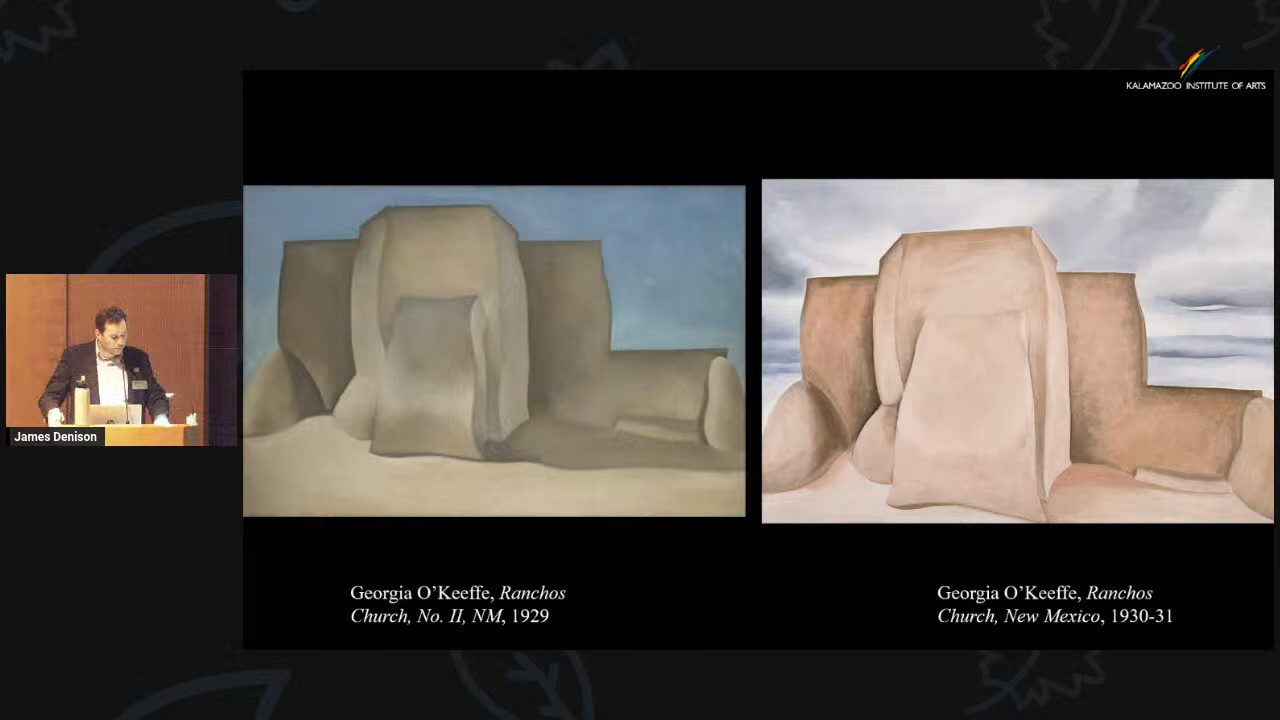 KALAMAZOO INSTITUTE OF ARTS
James Denison
Georgia O’Keeffe, Ranchos
Church, No. II, NM, 1929
Georgia O’Keeffe, Ranchos
Church, New Mexico, 1930-31